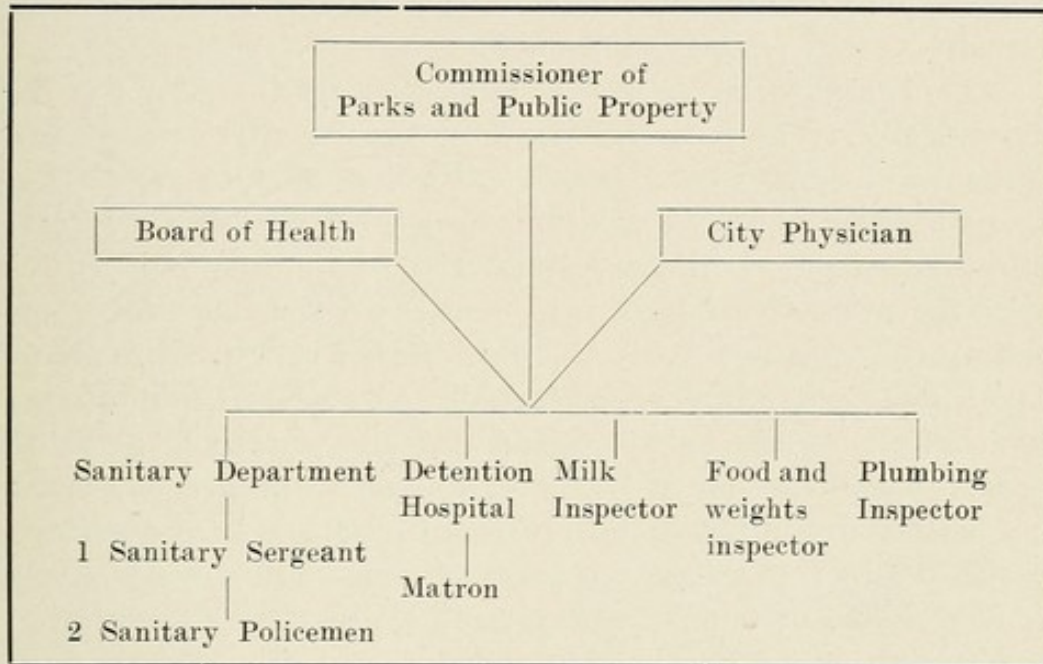 Commissioner of
Parks and Public Property
Board of Health
City Physician
Sanitary Department
Detention
Hospital
Milk
Inspector
Food and
weights
inspector
Plumbing
Inspector
1 Sanitary Sergeant
Matron
2 Sanitary Policemen